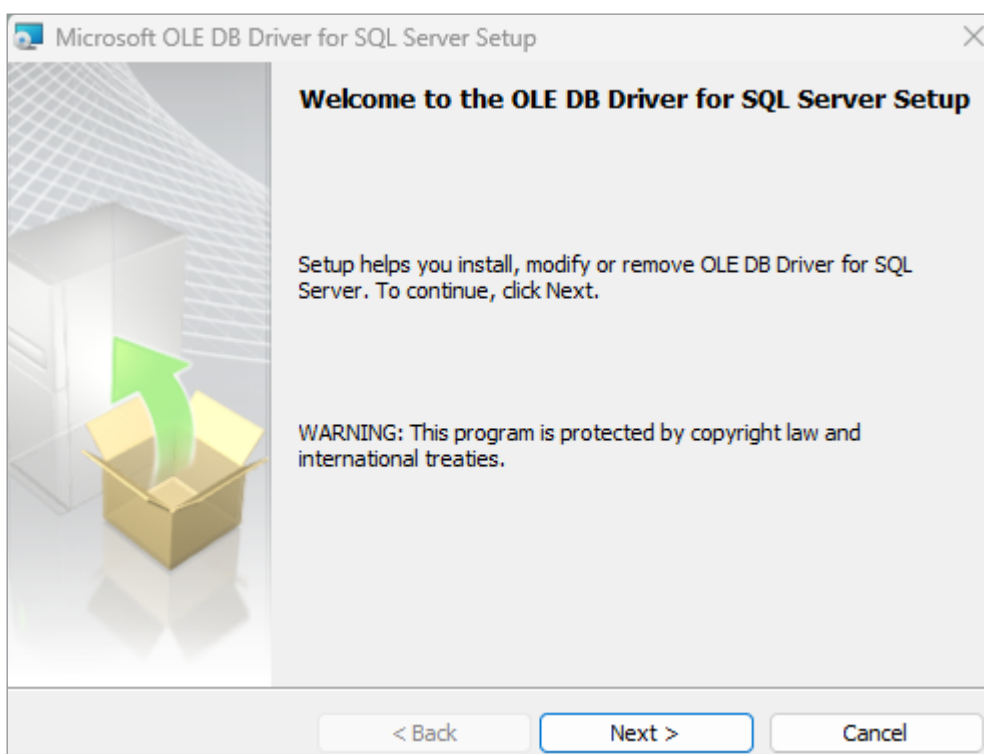 Microsoft OLE DB Driver for SQL Server Setup
Welcome to the OLE DB Driver for SQL Server Setup
Setup helps you install, modify or remove OLE DB Driver for SQL
Server. To continue, click Next.
WARNING: This program is protected by copyright law and
international treaties.
< Back
Next >
Cancel